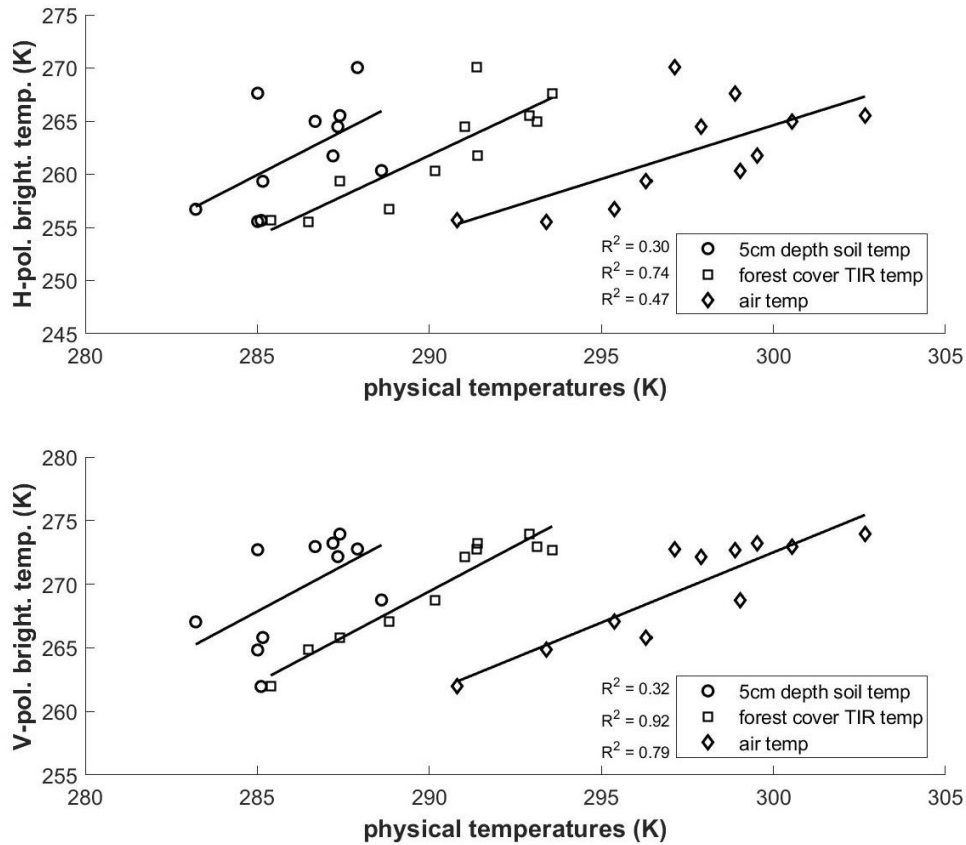 275
270
265
260
255
250
245
H-pol. bright. temp. (K)
R² = 0.30 5cm depth soil temp
R² = 0.74 forest cover TIR temp
R² = 0.47 air temp
280 285 290 295 300 305
physical temperatures (K)
280
275
270
265
260
255
V-pol. bright. temp. (K)
R² = 0.32 5cm depth soil temp
R² = 0.92 forest cover TIR temp
R² = 0.79 air temp
280 285 290 295 300 305
physical temperatures (K)